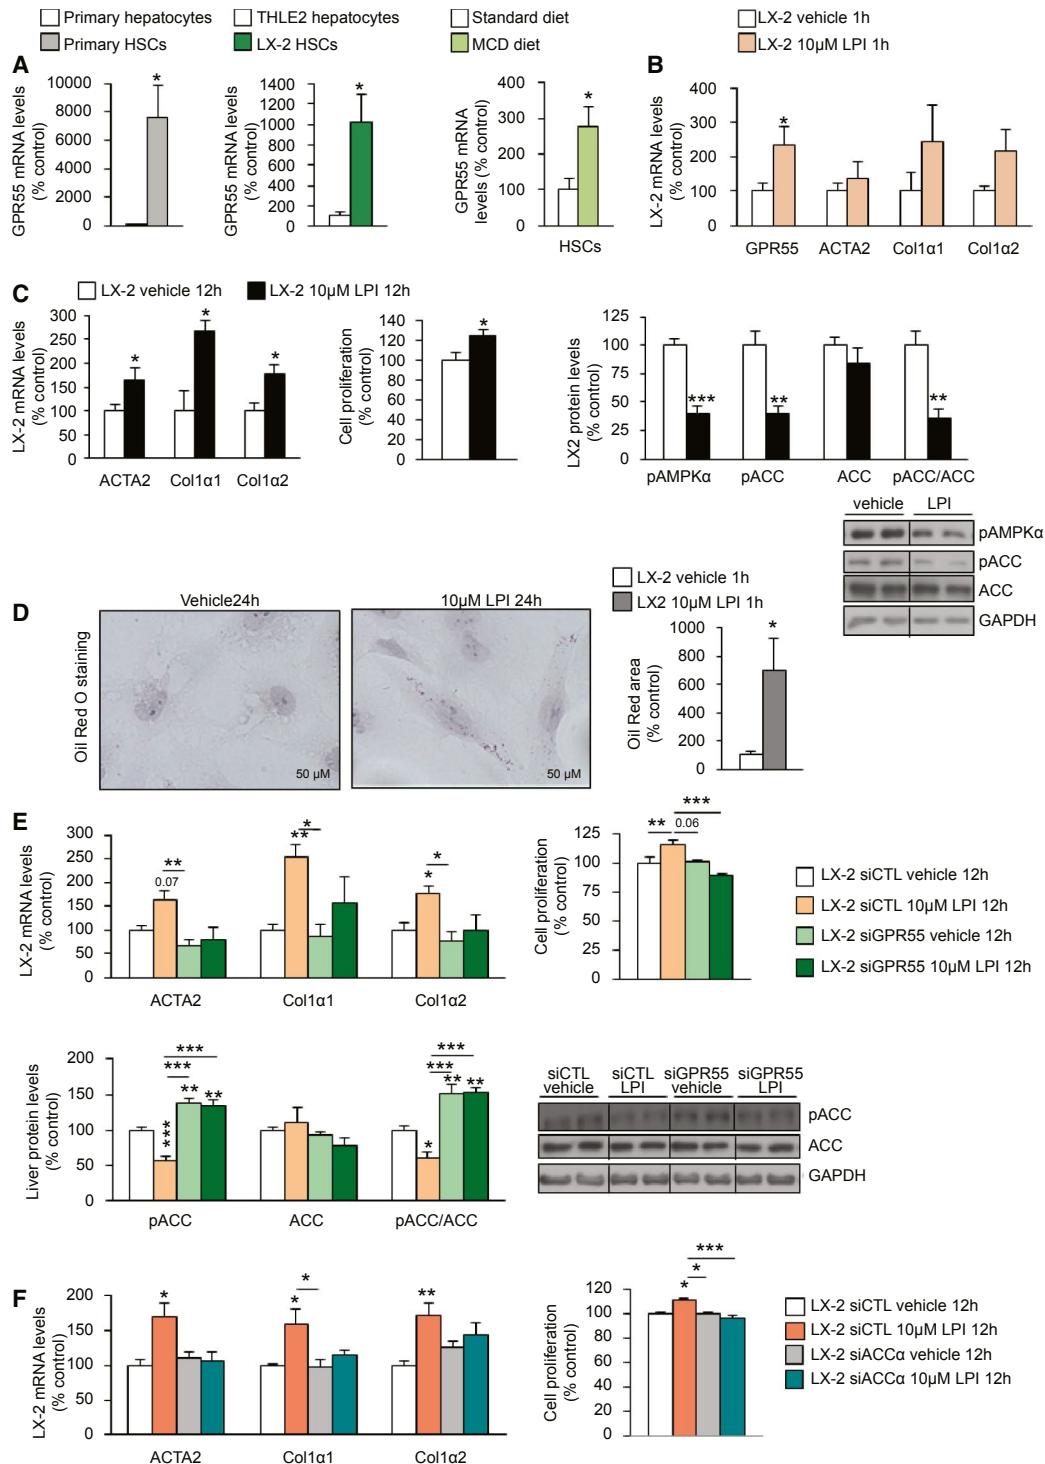 Primary hepatocytes
Primary HSCs
THLE2 hepatocytes
LX-2 HSCs
Standard diet
MCD diet
LX-2 vehicle 1h
LX-2 10µM LPI 1h
A
GPR55 mRNA levels
(% control)
10000
8000
6000
4000
2000
0
*
GPR55 mRNA levels
(% control)
1400
1200
1000
800
600
400
200
0
*
GPR55 mRNA
levels (% control)
400
300
200
100
0
*
HSCs
B
LX-2 mRNA levels
(% control)
400
300
200
100
0
*
GPR55 ACTA2 Col1α1 Col1α2
C
LX-2 vehicle 12h
LX-2 10µM LPI 12h
LX-2 mRNA levels
(% control)
300
250
200
150
100
50
0
* * *
ACTA2 Col1α1 Col1α2
Cell proliferation
(% control)
140
120
100
80
60
40
20
0
*
LX2 protein levels
(% control)
125
100
75
50
25
0
*** ** **
pAMPKα pACC ACC pACC/ACC
vehicle LPI
pAMPKα
pACC
ACC
GAPDH
D
Oil Red O staining
Vehicle24h
50 µM
10µM LPI 24h
50 µM
LX-2 vehicle 1h
LX2 10µM LPI 1h
Oil Red area
(% control)
1000
800
600
400
200
0
*
E
LX-2 mRNA levels
(% control)
300
250
200
150
100
50
0
**
0.07
*
**
*
*
ACTA2 Col1α1 Col1α2
Cell proliferation
(% control)
125
100
75
50
25
0
***
** 0.06
LX-2 siCTL vehicle 12h
LX-2 siCTL 10µM LPI 12h
LX-2 siGPR55 vehicle 12h
LX-2 siGPR55 10µM LPI 12h
Liver protein levels
(% control)
200
150
100
50
0
***
***
** **
***
***
***
** **
*
pACC ACC pACC/ACC
siCTL siCTL siGPR55 siGPR55
vehicle LPI vehicle LPI
pACC
ACC
GAPDH
F
LX-2 mRNA levels
(% control)
200
150
100
50
0
*
*
*
**
ACTA2 Col1α1 Col1α2
Cell proliferation
(% control)
120
100
80
60
40
20
0
***
*
*
LX-2 siCTL vehicle 12h
LX-2 siCTL 10µM LPI 12h
LX-2 siACCα vehicle 12h
LX-2 siACCα 10µM LPI 12h